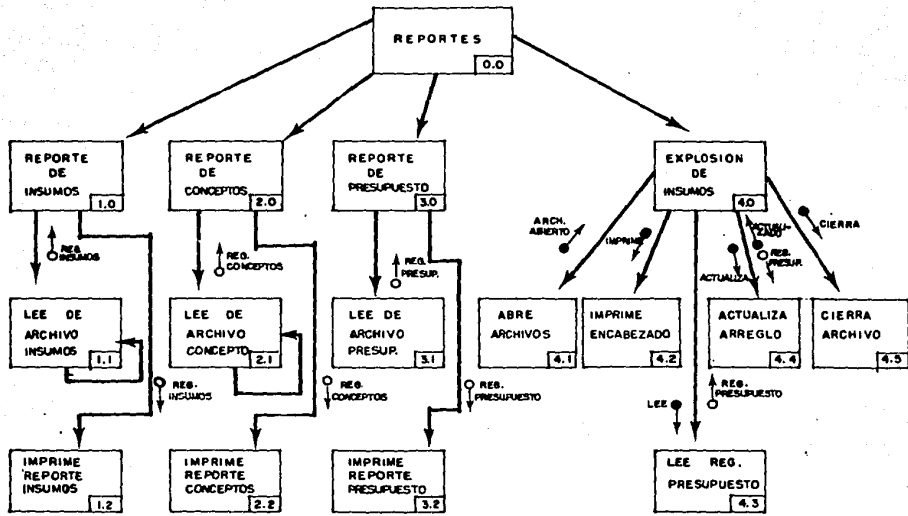 REPORTES
0.0
REPORTE
DE
INSUMOS
1.0
REPORTE
DE
CONCEPTOS
2.0
REPORTE
DE
PRESUPUESTO
3.0
EXPLOSION
DE
INSUMOS
4.0
REG.
INSUMOS
REG.
CONCEPTOS
REG.
PRESUP.
ARCH.
ABIERTO
IMPRIME
ACTUALIZA
ACTUALI-
ZADO
REG.
PRESUP.
CIERRA
LEE DE
ARCHIVO
INSUMOS
1.1
LEE DE
ARCHIVO
CONCEPTO
2.1
LEE DE
ARCHIVO
PRESUP.
3.1
ABRE
ARCHIVOS
4.1
IMPRIME
ENCABEZADO
4.2
ACTUALIZA
ARREGLO
4.4
CIERRA
ARCHIVO
4.5
REG.
INSUMOS
REG.
CONCEPTOS
REG.
PRESUPUESTO
LEE
REG.
PRESUPUESTO
IMPRIME
REPORTE
INSUMOS
1.2
IMPRIME
REPORTE
CONCEPTOS
2.2
IMPRIME
REPORTE
PRESUPUESTO
3.2
LEE REG.
PRESUPUESTO
4.3